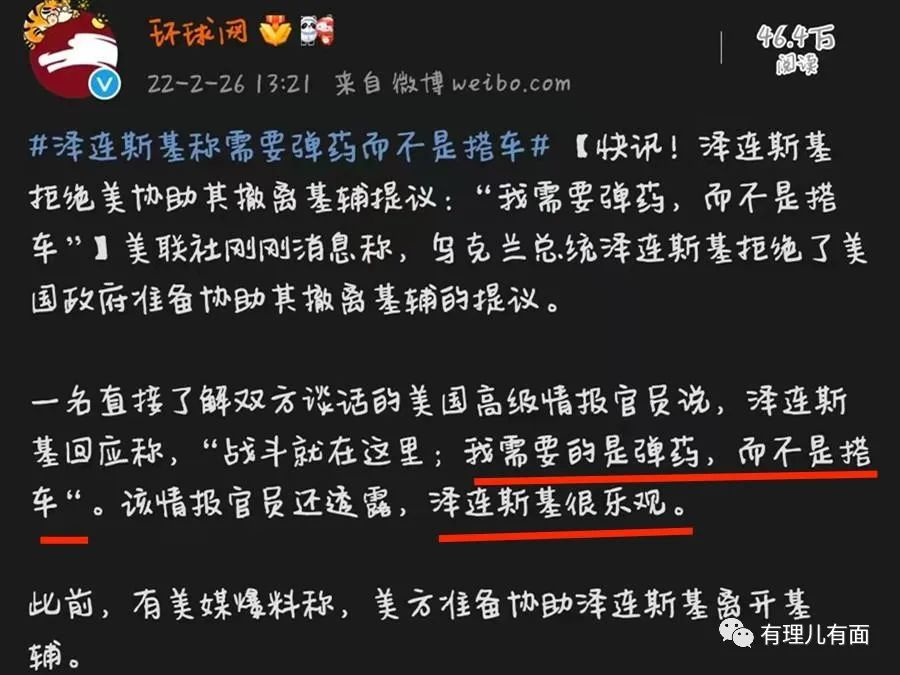 环球网
46.4万
阅读
22-2-26 13:21 来自 微博weibo.com
#泽连斯基称需要弹药而不是搭车#【快讯！泽连斯基
拒绝美协助其撤离基辅提议：“我需要弹药，而不是搭
车”】美联社刚刚消息称，乌克兰总统泽连斯基拒绝了美
国政府准备协助其撤离基辅的提议。
一名直接了解双方谈话的美国高级情报官员说，泽连斯
基回应称，“战斗就在这里；我需要的是弹药，而不是搭
车“。该情报官员还透露，泽连斯基很乐观。
此前，有美媒爆料称，美方准备协助泽连斯基离开基
辅。
有理儿有面